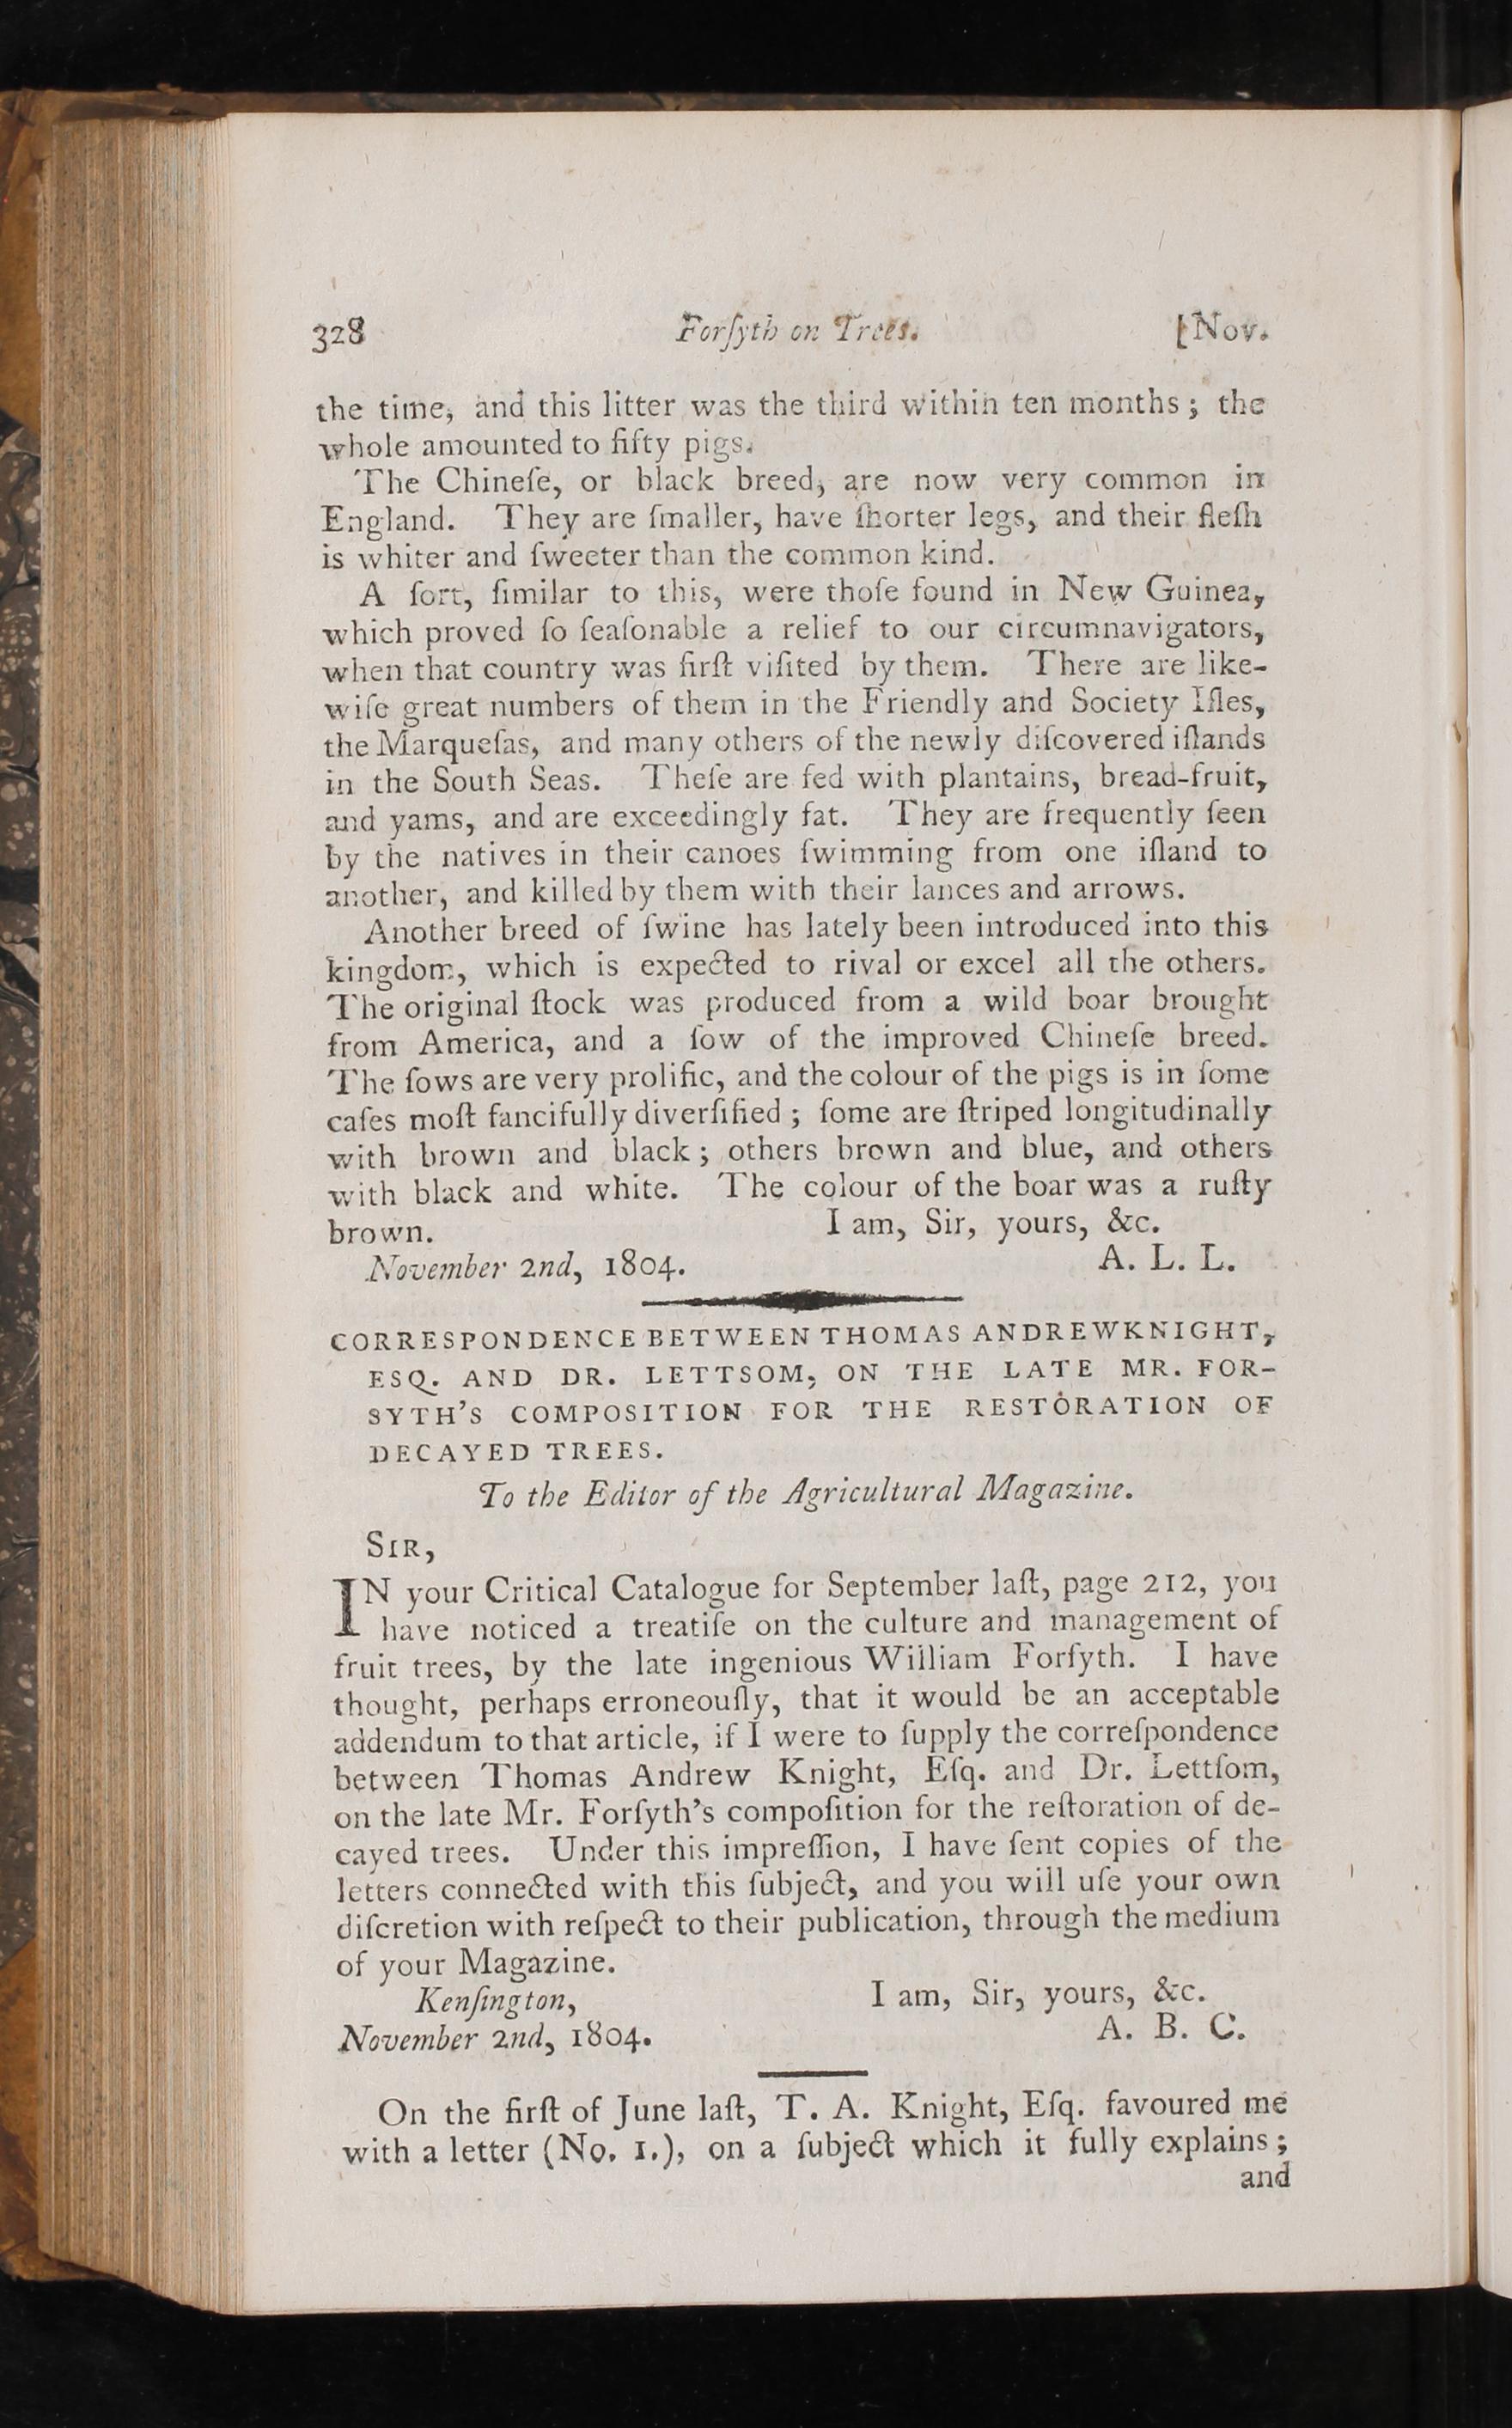 328 Forſyth on Trees. [Nov.
the time, and this litter was the third within ten months; the
whole amounted to fifty pigs.
The Chineſe, or black breed, are now very common in
England. They are ſmaller, have ſhorter legs, and their fleſh
is whiter and ſweeter than the common kind.
A ſort, ſimilar to this, were thoſe found in New Guinea,
which proved ſo ſeaſonable a relief to our circumnavigators,
when that country was firſt viſited by them. There are like-
wiſe great numbers of them in the Friendly and Society Iſles,
the Marqueſas, and many others of the newly diſcovered iſlands
in the South Seas. Theſe are fed with plantains, bread-fruit,
and yams, and are exceedingly fat. They are frequently ſeen
by the natives in their canoes ſwimming from one iſland to
another, and killed by them with their lances and arrows.
Another breed of ſwine has lately been introduced into this
kingdom, which is expected to rival or excel all the others.
The original ſtock was produced from a wild boar brought
from America, and a ſow of the improved Chineſe breed.
The ſows are very prolific, and the colour of the pigs is in ſome
caſes moſt fancifully diverſified; ſome are ſtriped longitudinally
with brown and black; others brown and blue, and others
with black and white. The colour of the boar was a ruſty
brown. I am, Sir, yours, &c.
November 2nd, 1804. A. L. L.
CORRESPONDENCE BETWEEN THOMAS ANDREW KNIGHT,
ESQ. AND DR. LETTSOM, ON THE LATE MR. FOR-
SYTH'S COMPOSITION FOR THE RESTORATION OF
DECAYED TREES.
To the Editor of the Agricultural Magazine.
SIR,
IN your Critical Catalogue for September laſt, page 212, you
have noticed a treatiſe on the culture and management of
fruit trees, by the late ingenious William Forſyth. I have
thought, perhaps erroneouſly, that it would be an acceptable
addendum to that article, if I were to ſupply the correſpondence
between Thomas Andrew Knight, Eſq. and Dr. Lettſom,
on the late Mr. Forſyth's compoſition for the reſtoration of de-
cayed trees. Under this impreſſion, I have ſent copies of the
letters connected with this ſubject, and you will uſe your own
diſcretion with reſpect to their publication, through the medium
of your Magazine.
Kenſington, I am, Sir, yours, &c.
November 2nd, 1804. A. B. C.
On the firſt of June laſt, T. A. Knight, Eſq. favoured me
with a letter (No. 1.), on a ſubject which it fully explains;
and